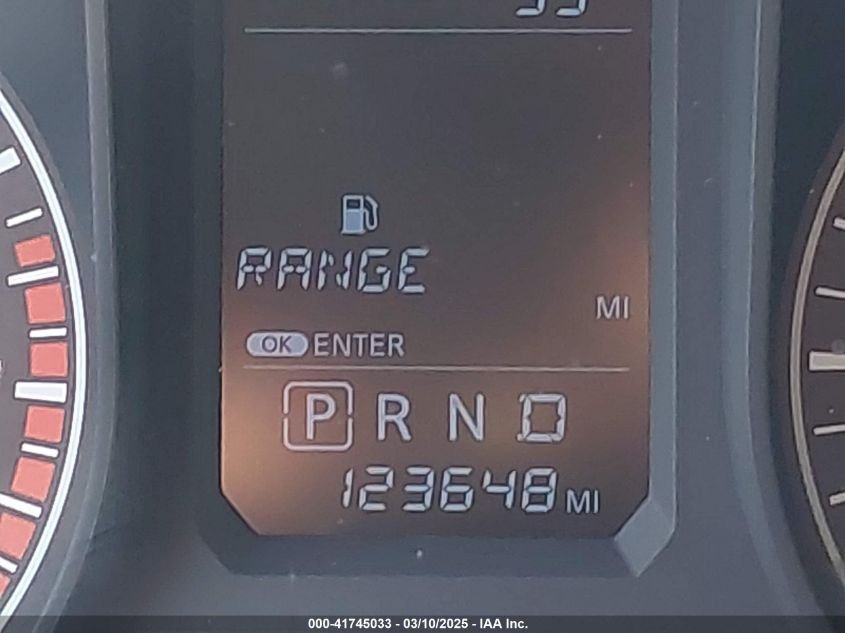 RANGE
MI
OK ENTER
P R N D
123648 MI
000-41745033 - 03/10/2025 - IAA Inc.